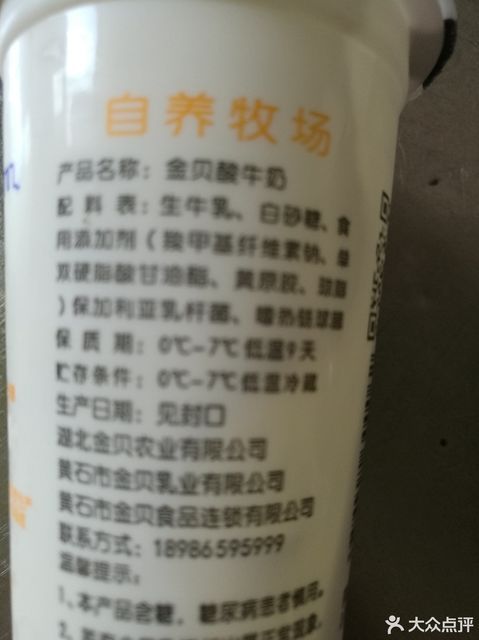 自养牧场
产品名称：金贝酸牛奶
配料表：生牛乳、白砂糖、食
用添加剂（羧甲基纤维素钠、单
双硬脂酸甘油酯、黄原胶、琼脂
）保加利亚乳杆菌、嗜热链球菌
保质期：0℃-7℃低温9天
贮存条件：0℃-7℃低温冷藏
生产日期：见封口
湖北金贝农业有限公司
黄石市金贝乳业有限公司
黄石市金贝食品连锁有限公司
联系方式：18986595999
温馨提示：
1、本产品含糖，糖尿病患者慎用。
大众点评